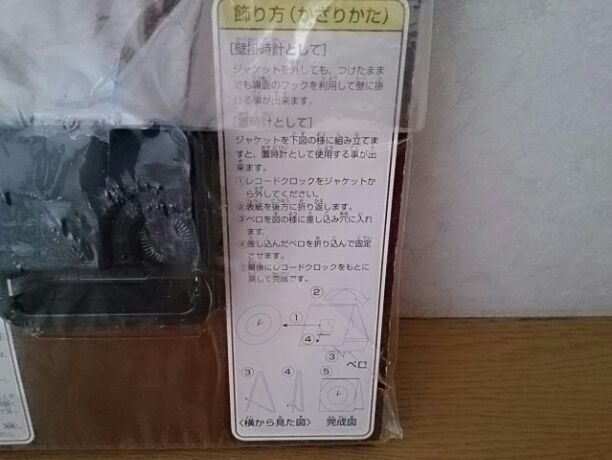 飾り方(かざりかた)
[壁掛時計として]
ジャケットを外しても、つけたまま
でも裏面のフックを利用して壁に掛
ける事が出来ます。
[置時計として]
ジャケットを下図の様に組み立てま
すと、置時計として使用する事が出
来ます。
①レコードクロックをジャケットか
ら外してください。
②表紙を後方に折り返します。
③ベロを図の様に差し込み穴に入れ
ます。
④差し込んだベロを折り込んで固定
させます。
⑤最後にレコードクロックをもとに
戻して完成です。
②
①
④
③
ベロ
③ ④ ⑤
〈横から見た図〉 完成図